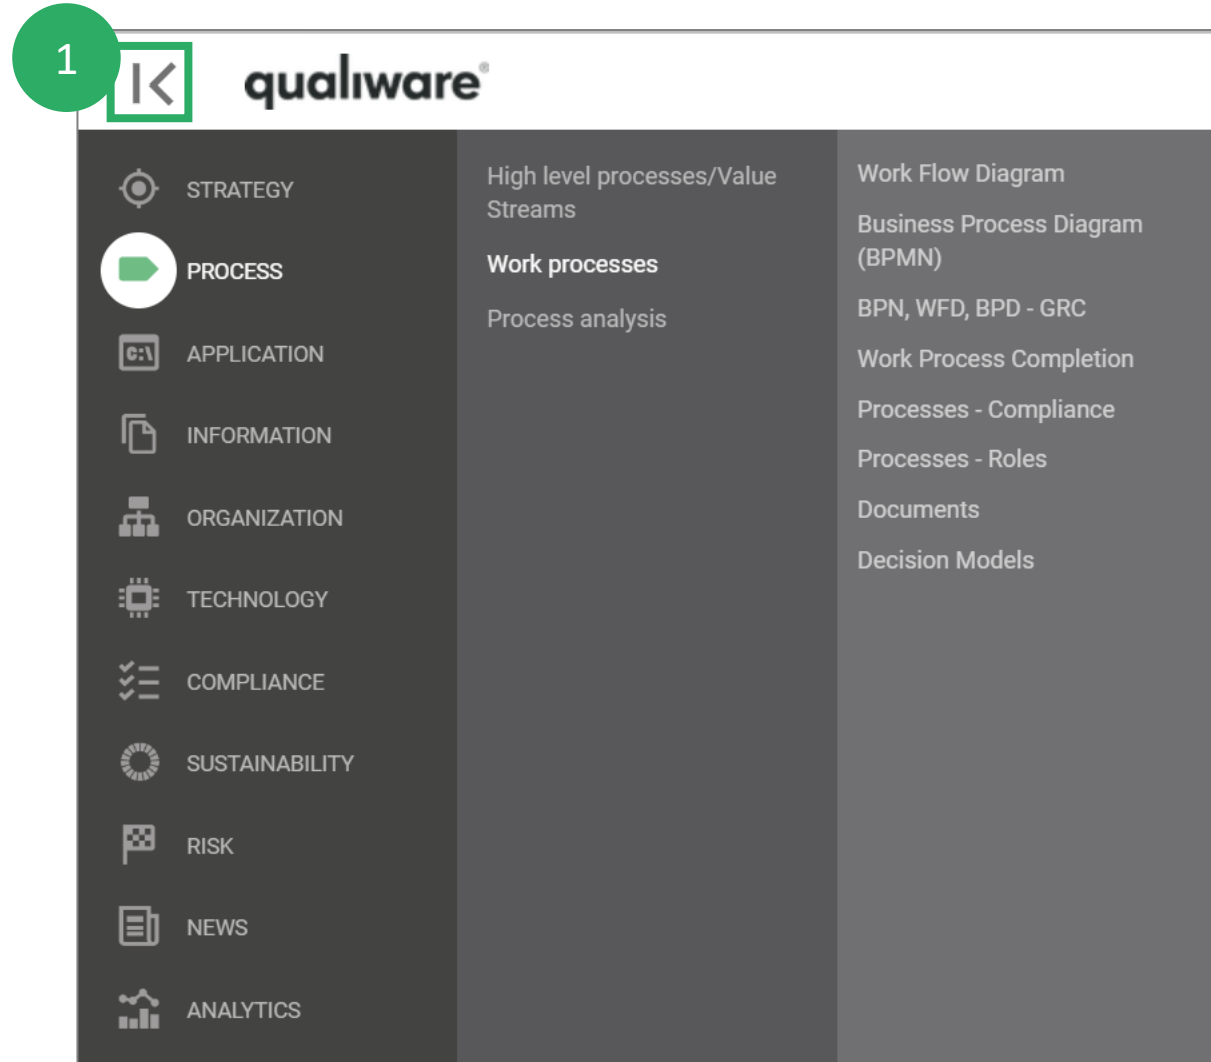 1
qualiware®
STRATEGY
PROCESS
C:\
APPLICATION
INFORMATION
ORGANIZATION
TECHNOLOGY
COMPLIANCE
SUSTAINABILITY
RISK
NEWS
ANALYTICS
High level processes/Value
Streams
Work processes
Process analysis
Work Flow Diagram
Business Process Diagram
(BPMN)
BPN, WFD, BPD - GRC
Work Process Completion
Processes - Compliance
Processes - Roles
Documents
Decision Models